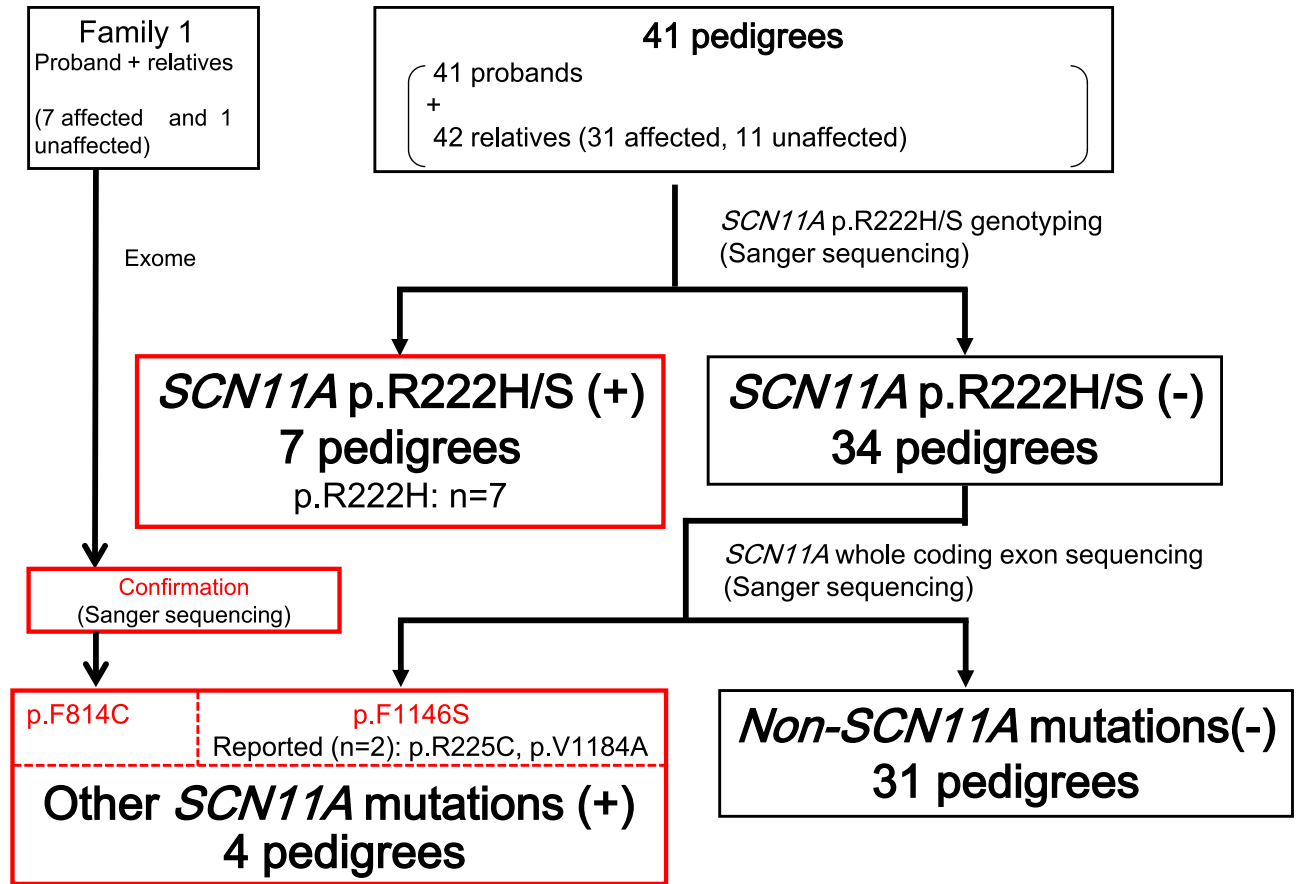 Family 1
Proband + relatives
(7 affected and 1
unaffected)
41 pedigrees
41 probands
+
42 relatives (31 affected, 11 unaffected)
SCN11A p.R222H/S genotyping
(Sanger sequencing)
Exome
SCN11A p.R222H/S (+)
7 pedigrees
p.R222H: n=7
SCN11A p.R222H/S (-)
34 pedigrees
SCN11A whole coding exon sequencing
(Sanger sequencing)
Confirmation
(Sanger sequencing)
p.F814C
p.F1146S
Reported (n=2): p.R225C, p.V1184A
Other SCN11A mutations (+)
4 pedigrees
Non-SCN11A mutations(-)
31 pedigrees